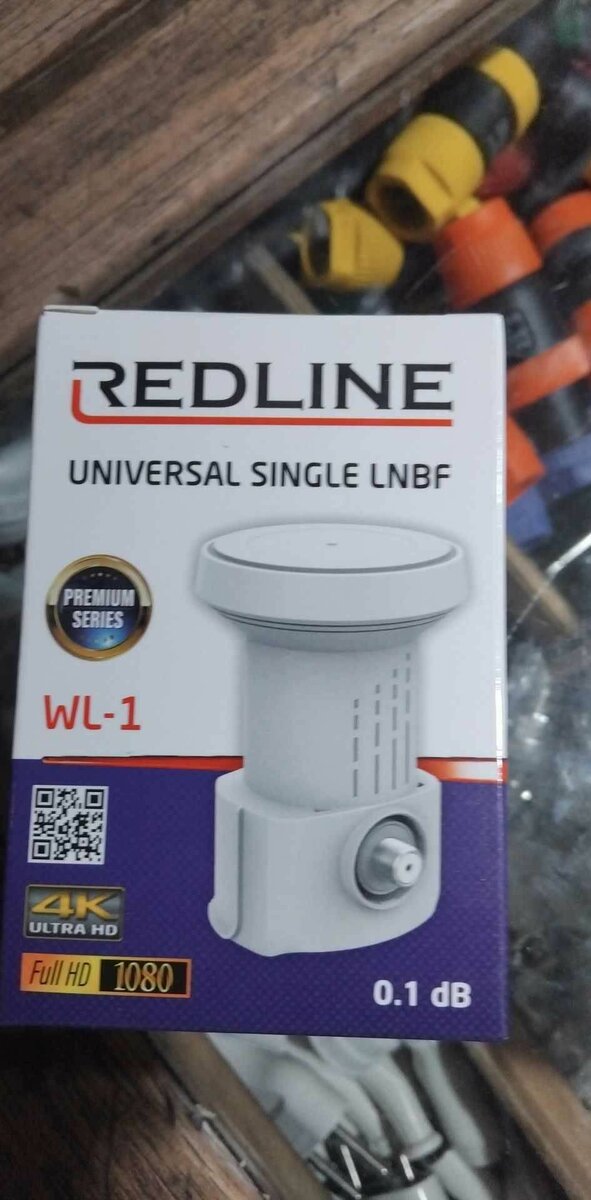 REDLINE
UNIVERSAL SINGLE LNBF
PREMIUM
SERIES
WL-1
4K
ULTRA HD
Full HD 1080
0.1 dB